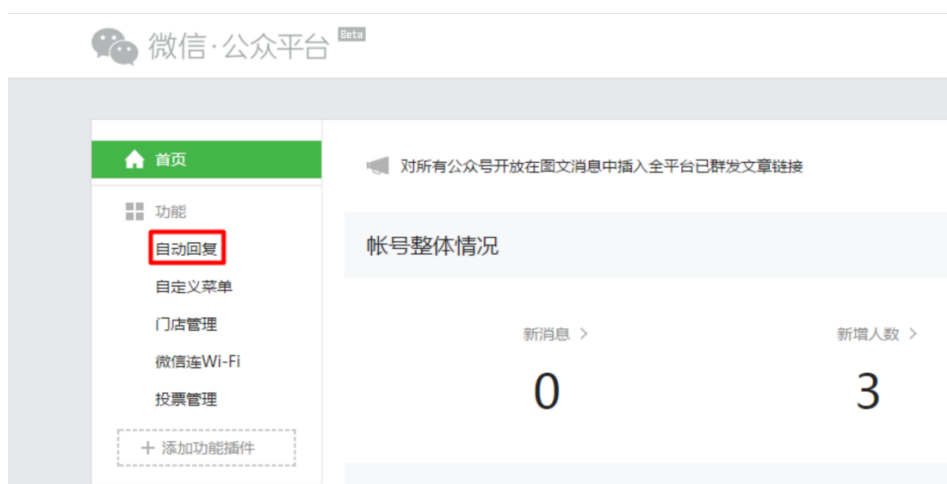 微信·公众平台 Beta
首页
对所有公众号开放在图文消息中插入全平台已群发文章链接
功能
自动回复
帐号整体情况
自定义菜单
门店管理
新消息 >
新增人数 >
微信连Wi-Fi
0
3
投票管理
+ 添加功能插件